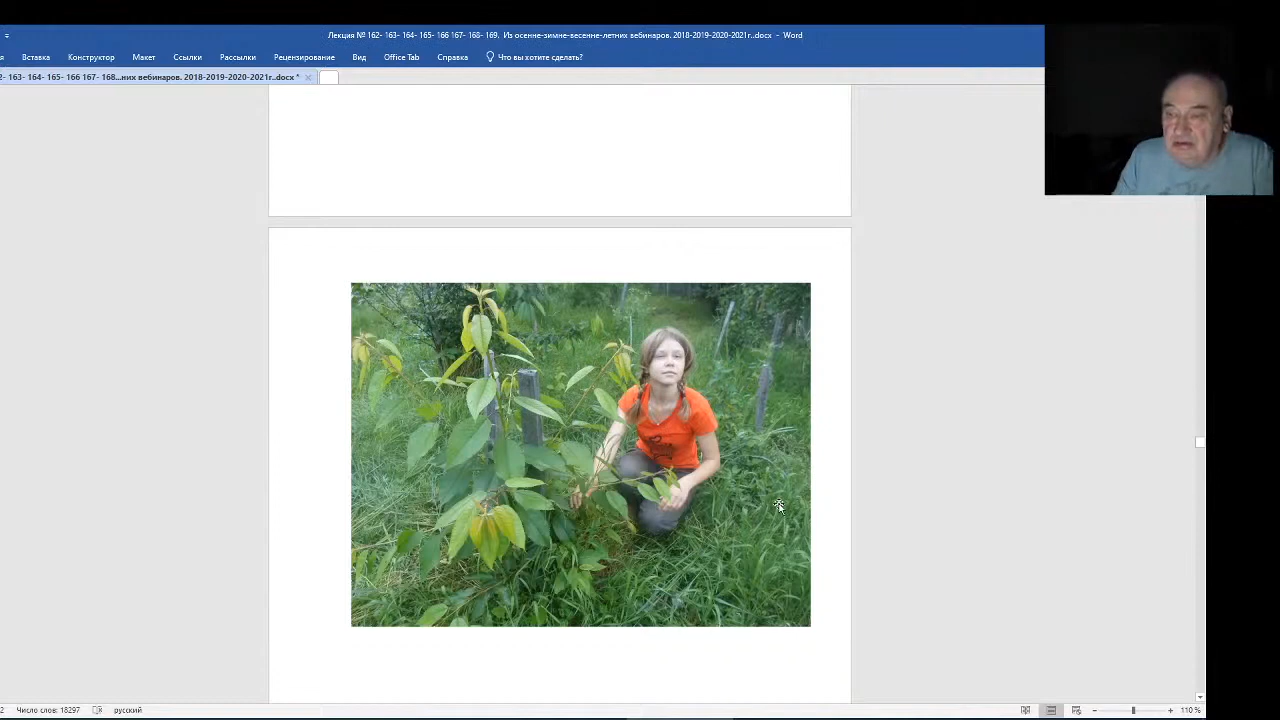 Лекция № 162- 163- 164- 165- 166 167- 168- 169. Из осенне-зимне-весенне-летних вебинаров. 2018-2019-2020-2021г..docx - Word
Вставка Конструктор Макет Ссылки Рассылки Рецензирование Вид Office Tab Справка Что вы хотите сделать?
2- 163- 164- 165- 166 167- 168...них вебинаров. 2018-2019-2020-2021г..docx *
2 Число слов: 18297 русский 110 %